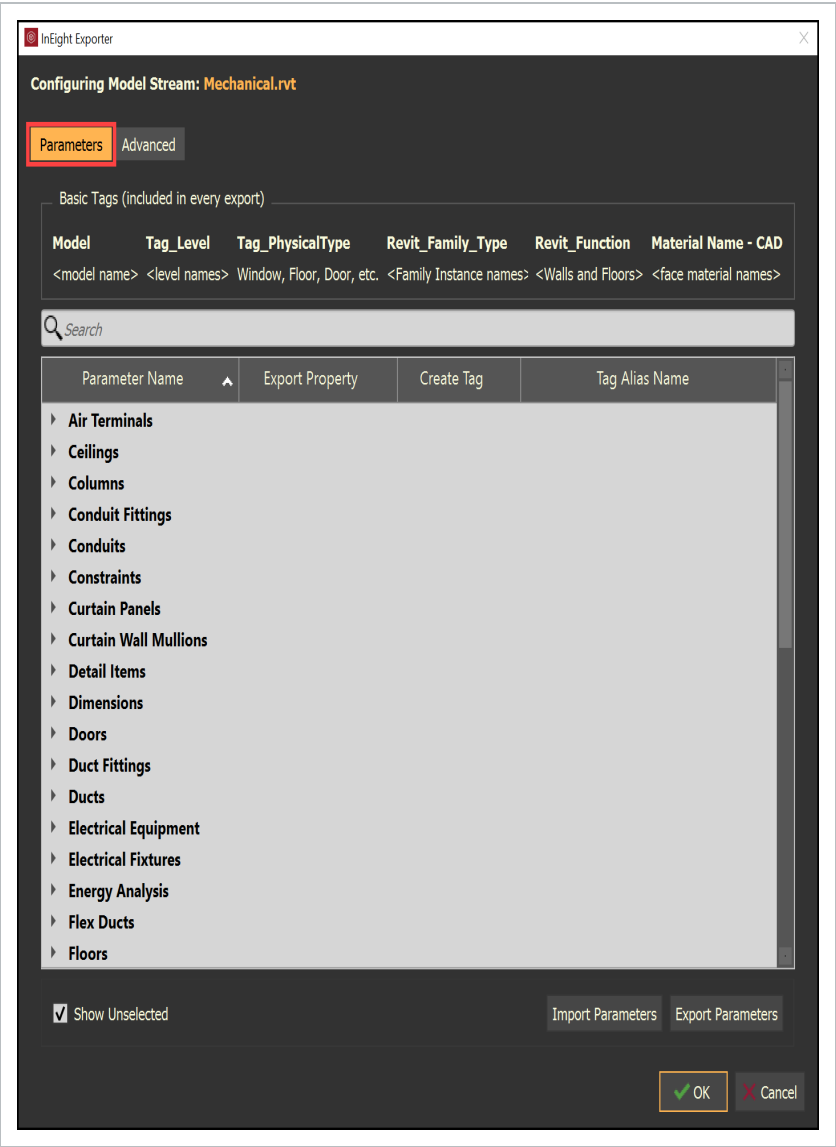 InEight Exporter
Configuring Model Stream: Mechanical.rvt
Parameters Advanced
Basic Tags (included in every export)
Model Tag_Level Tag_PhysicalType Revit_Family_Type Revit_Function Material Name - CAD
<model name> <level names> Window, Floor, Door, etc. <Family Instance names> <Walls and Floors> <face material names>
Search
Parameter Name Export Property Create Tag Tag Alias Name
Air Terminals
Ceilings
Columns
Conduit Fittings
Conduits
Constraints
Curtain Panels
Curtain Wall Mullions
Detail Items
Dimensions
Doors
Duct Fittings
Ducts
Electrical Equipment
Electrical Fixtures
Energy Analysis
Flex Ducts
Floors
Show Unselected Import Parameters Export Parameters
OK Cancel